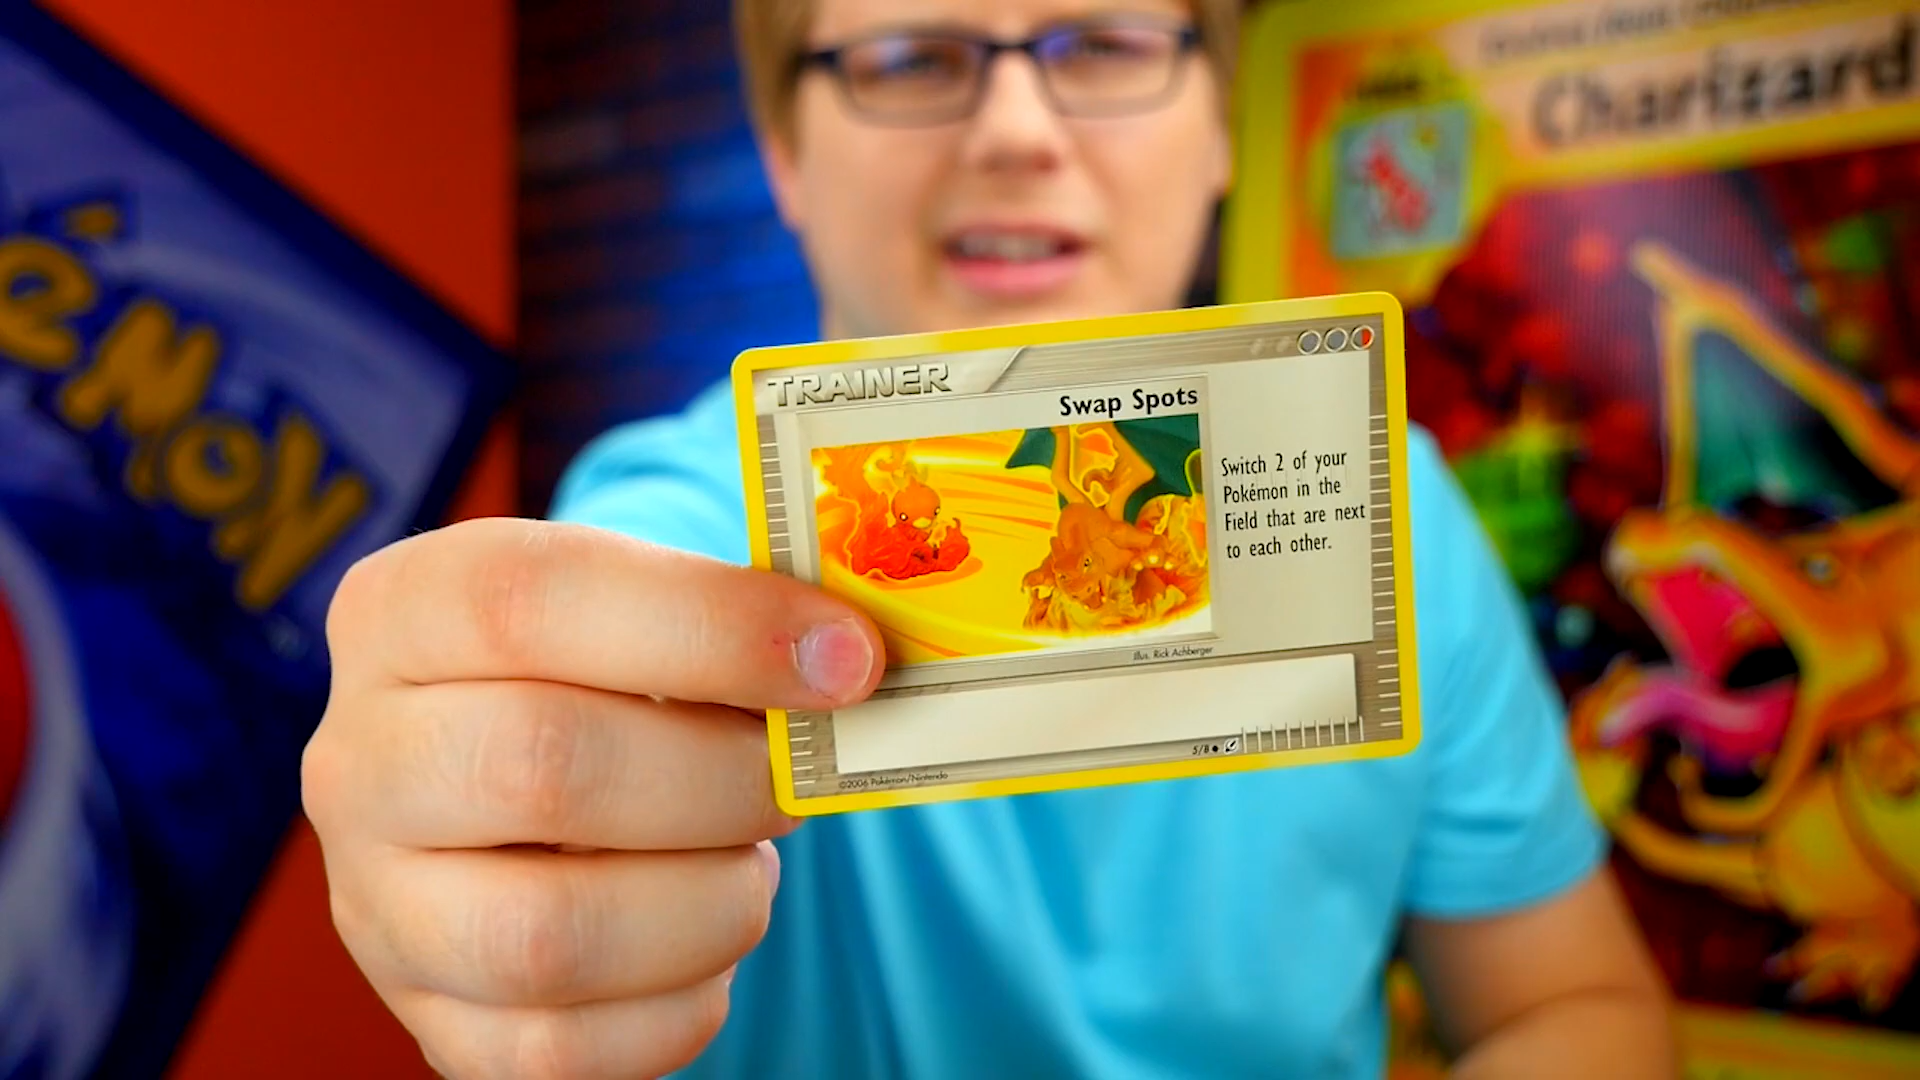 Charizard
POKéMON
TRAINER
Swap Spots
Switch 2 of your
Pokémon in the
Field that are next
to each other.
Illus. Rick Achberger
5/8
©2006 Pokémon/Nintendo